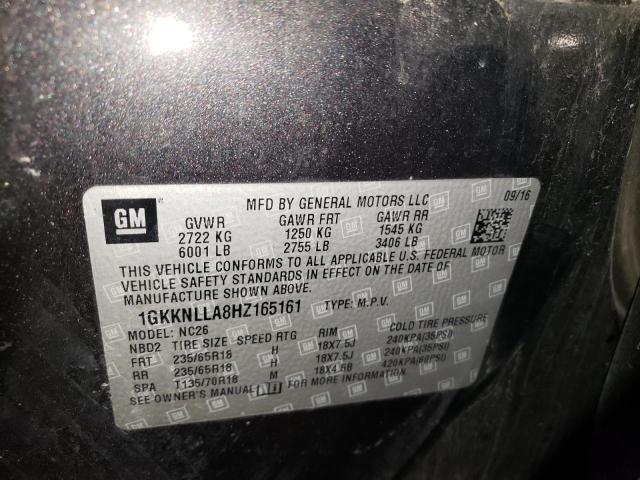 GM
MFD BY GENERAL MOTORS LLC 09/16
GVWR GAWR FRT GAWR RR
2722 KG 1250 KG 1545 KG
6001 LB 2755 LB 3406 LB
THIS VEHICLE CONFORMS TO ALL APPLICABLE U.S. FEDERAL MOTOR
VEHICLE SAFETY STANDARDS IN EFFECT ON THE DATE OF
MANUFACTURE SHOWN ABOVE.
1GKKNLLA8HZ165161 TYPE: M.P.V.
MODEL: NC26
NBD2 TIRE SIZE SPEED RTG RIM COLD TIRE PRESSURE
FRT 235/65R18 H 18X7.5J 240KPA(35PSI)
RR 235/65R18 H 18X7.5J 240KPA(35PSI)
SPA T135/70R18 M 18X4.5B 420KPA(60PSI)
SEE OWNER'S MANUAL